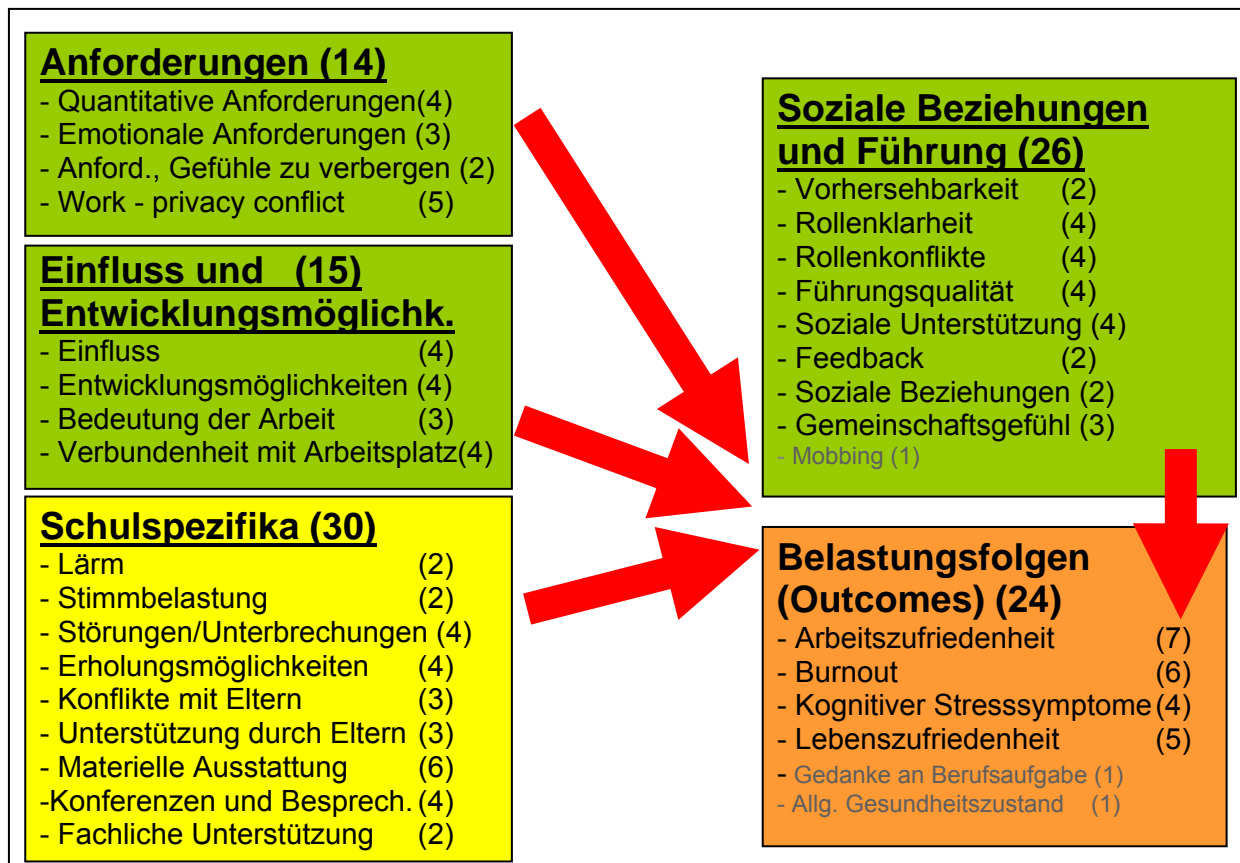 Anforderungen (14)
- Quantitative Anforderungen(4)
- Emotionale Anforderungen (3)
- Anford., Gefühle zu verbergen (2)
- Work - privacy conflict (5)
Einfluss und (15)
Entwicklungsmöglichk.
- Einfluss (4)
- Entwicklungsmöglichkeiten (4)
- Bedeutung der Arbeit (3)
- Verbundenheit mit Arbeitsplatz(4)
Schulspezifika (30)
- Lärm (2)
- Stimmbelastung (2)
- Störungen/Unterbrechungen (4)
- Erholungsmöglichkeiten (4)
- Konflikte mit Eltern (3)
- Unterstützung durch Eltern (3)
- Materielle Ausstattung (6)
-Konferenzen und Besprech. (4)
- Fachliche Unterstützung (2)
Soziale Beziehungen
und Führung (26)
- Vorhersehbarkeit (2)
- Rollenklarheit (4)
- Rollenkonflikte (4)
- Führungsqualität (4)
- Soziale Unterstützung (4)
- Feedback (2)
- Soziale Beziehungen (2)
- Gemeinschaftsgefühl (3)
- Mobbing (1)
Belastungsfolgen
(Outcomes) (24)
- Arbeitszufriedenheit (7)
- Burnout (6)
- Kognitiver Stresssymptome (4)
- Lebenszufriedenheit (5)
- Gedanke an Berufsaufgabe (1)
- Allg. Gesundheitszustand (1)